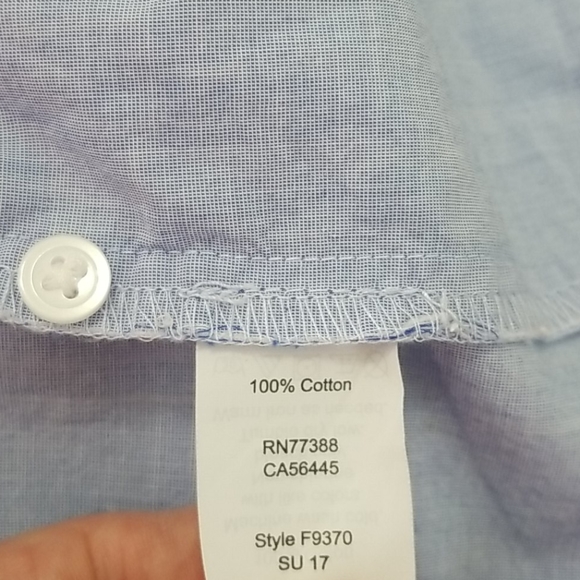 100% Cotton
RN77388
CA56445
Style F9370
SU 17